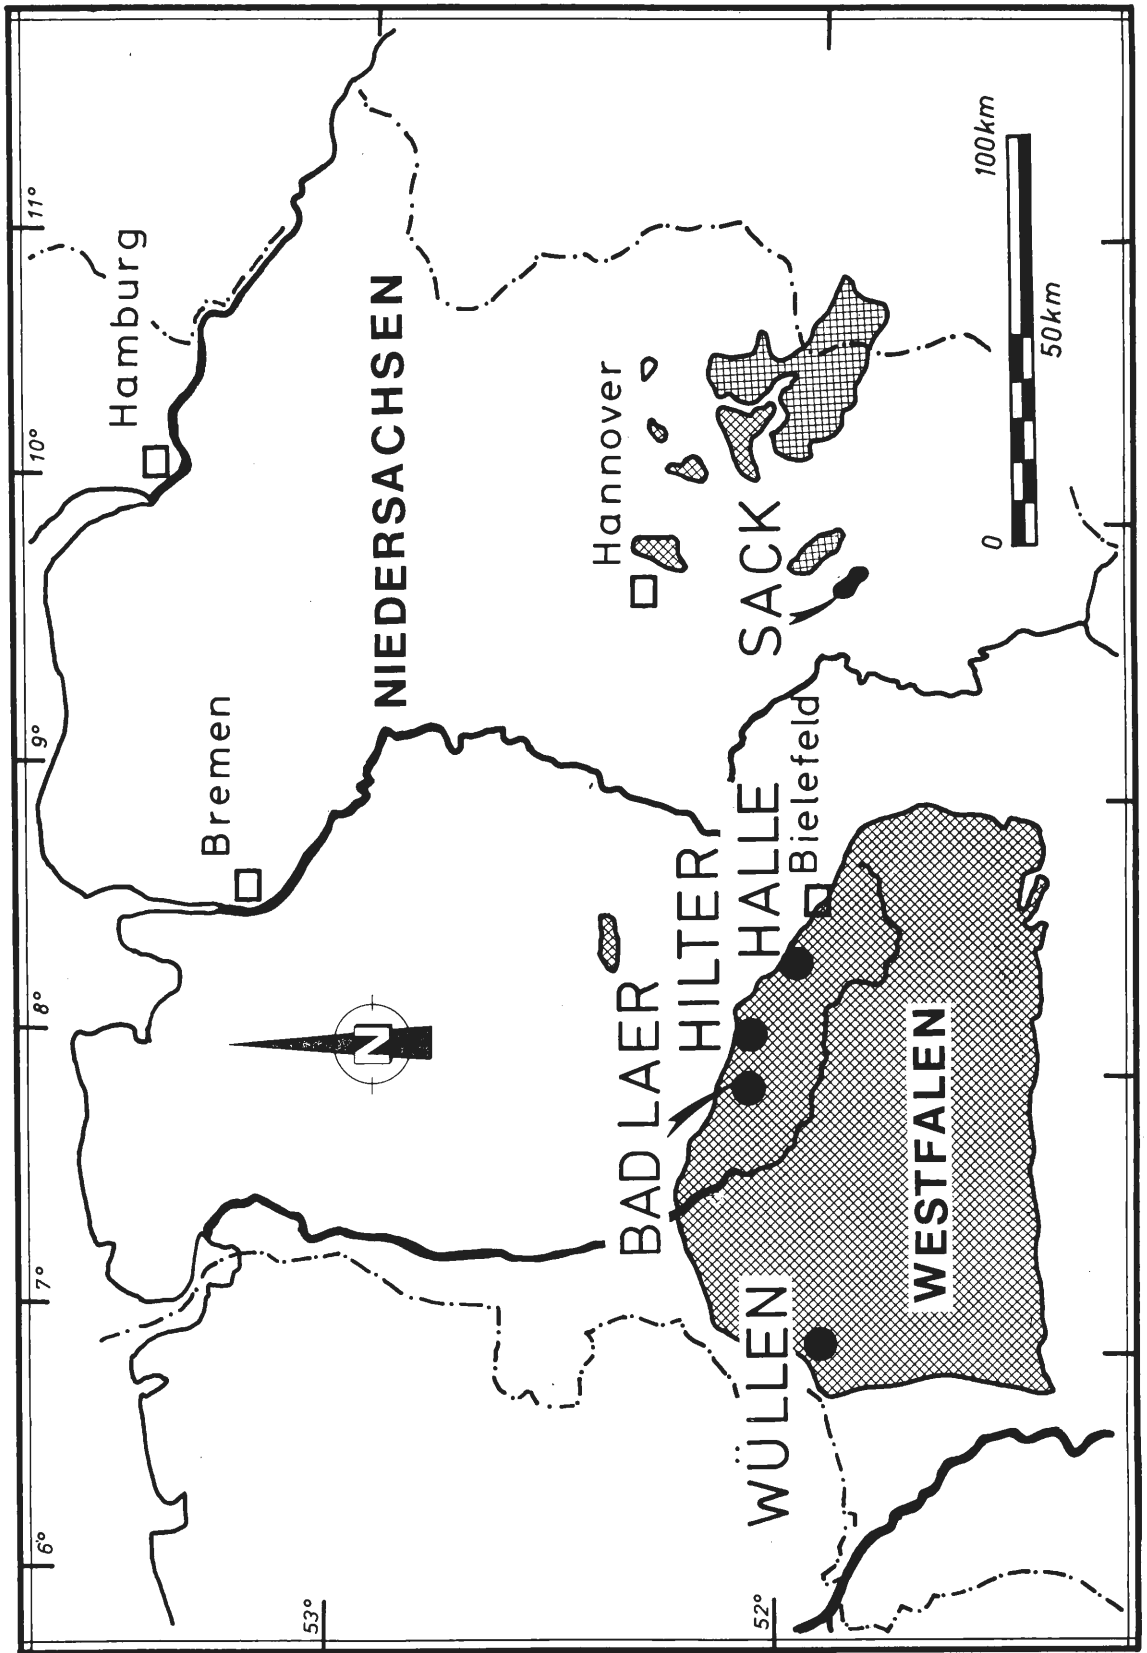 6°
7°
8°
9°
10°
11°
Hamburg
Bremen
53°
NIEDERSACHSEN
N
Hannover
BAD LAER
HILTER
HALLE
SACK
Bielefeld
WÜLLEN
52°
WESTFALEN
0
50km
100km